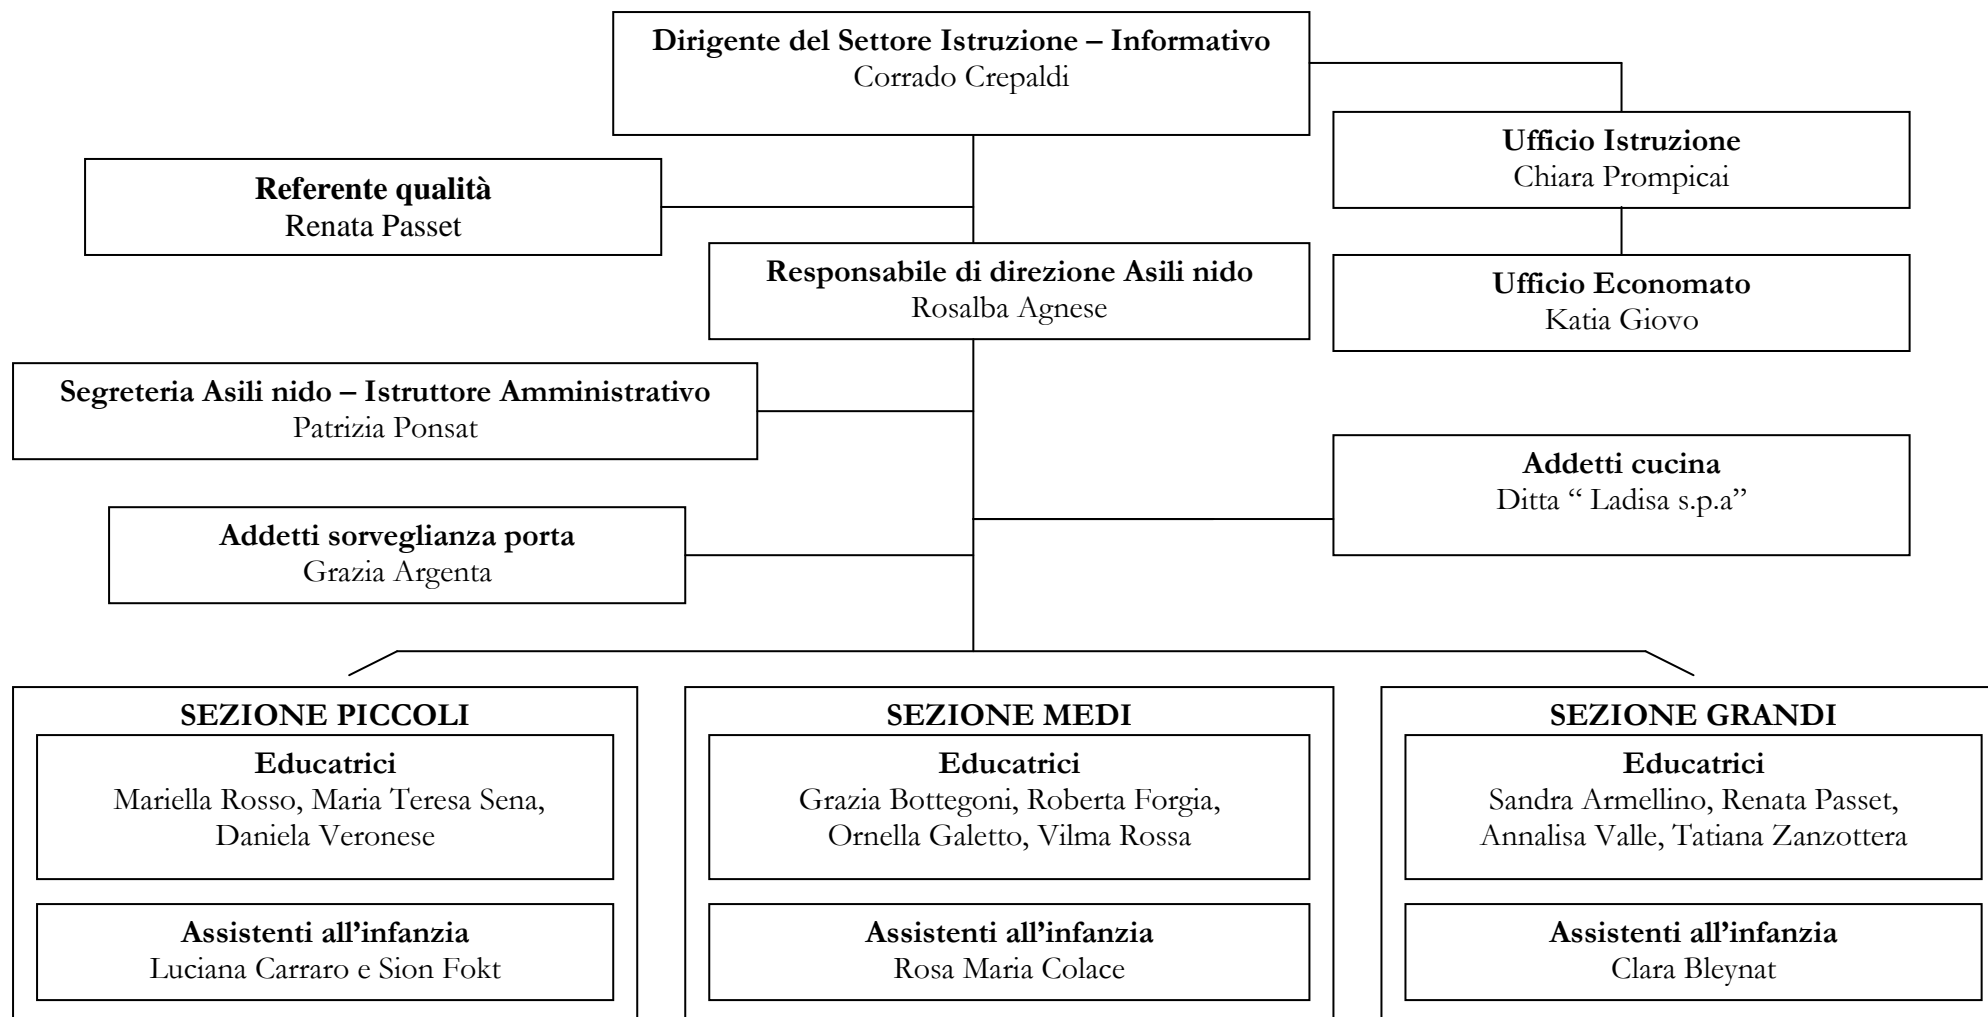 Dirigente del Settore Istruzione – Informativo
Corrado Crepaldi
Ufficio Istruzione
Chiara Prompicai
Referente qualità
Renata Passet
Responsabile di direzione Asili nido
Rosalba Agnese
Ufficio Economato
Katia Giovo
Segreteria Asili nido – Istruttore Amministrativo
Patrizia Ponsat
Addetti cucina
Ditta “ Ladisa s.p.a”
Addetti sorveglianza porta
Grazia Argenta
SEZIONE PICCOLI
Educatrici
Mariella Rosso, Maria Teresa Sena,
Daniela Veronese
Assistenti all’infanzia
Luciana Carraro e Sion Fokt
SEZIONE MEDI
Educatrici
Grazia Bottegoni, Roberta Forgia,
Ornella Galetto, Vilma Rossa
Assistenti all’infanzia
Rosa Maria Colace
SEZIONE GRANDI
Educatrici
Sandra Armellino, Renata Passet,
Annalisa Valle, Tatiana Zanzottera
Assistenti all’infanzia
Clara Bleynat